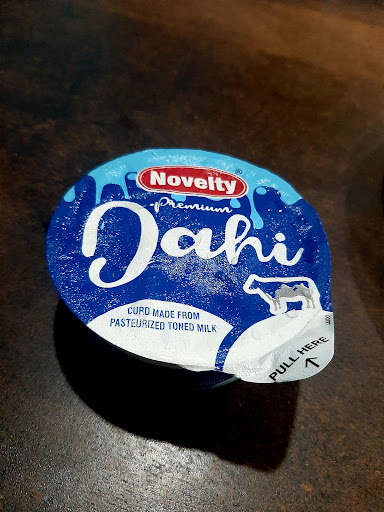 Novelty
Premium
Dahi
CURD MADE FROM
PASTEURIZED TONED MILK
PULL HERE